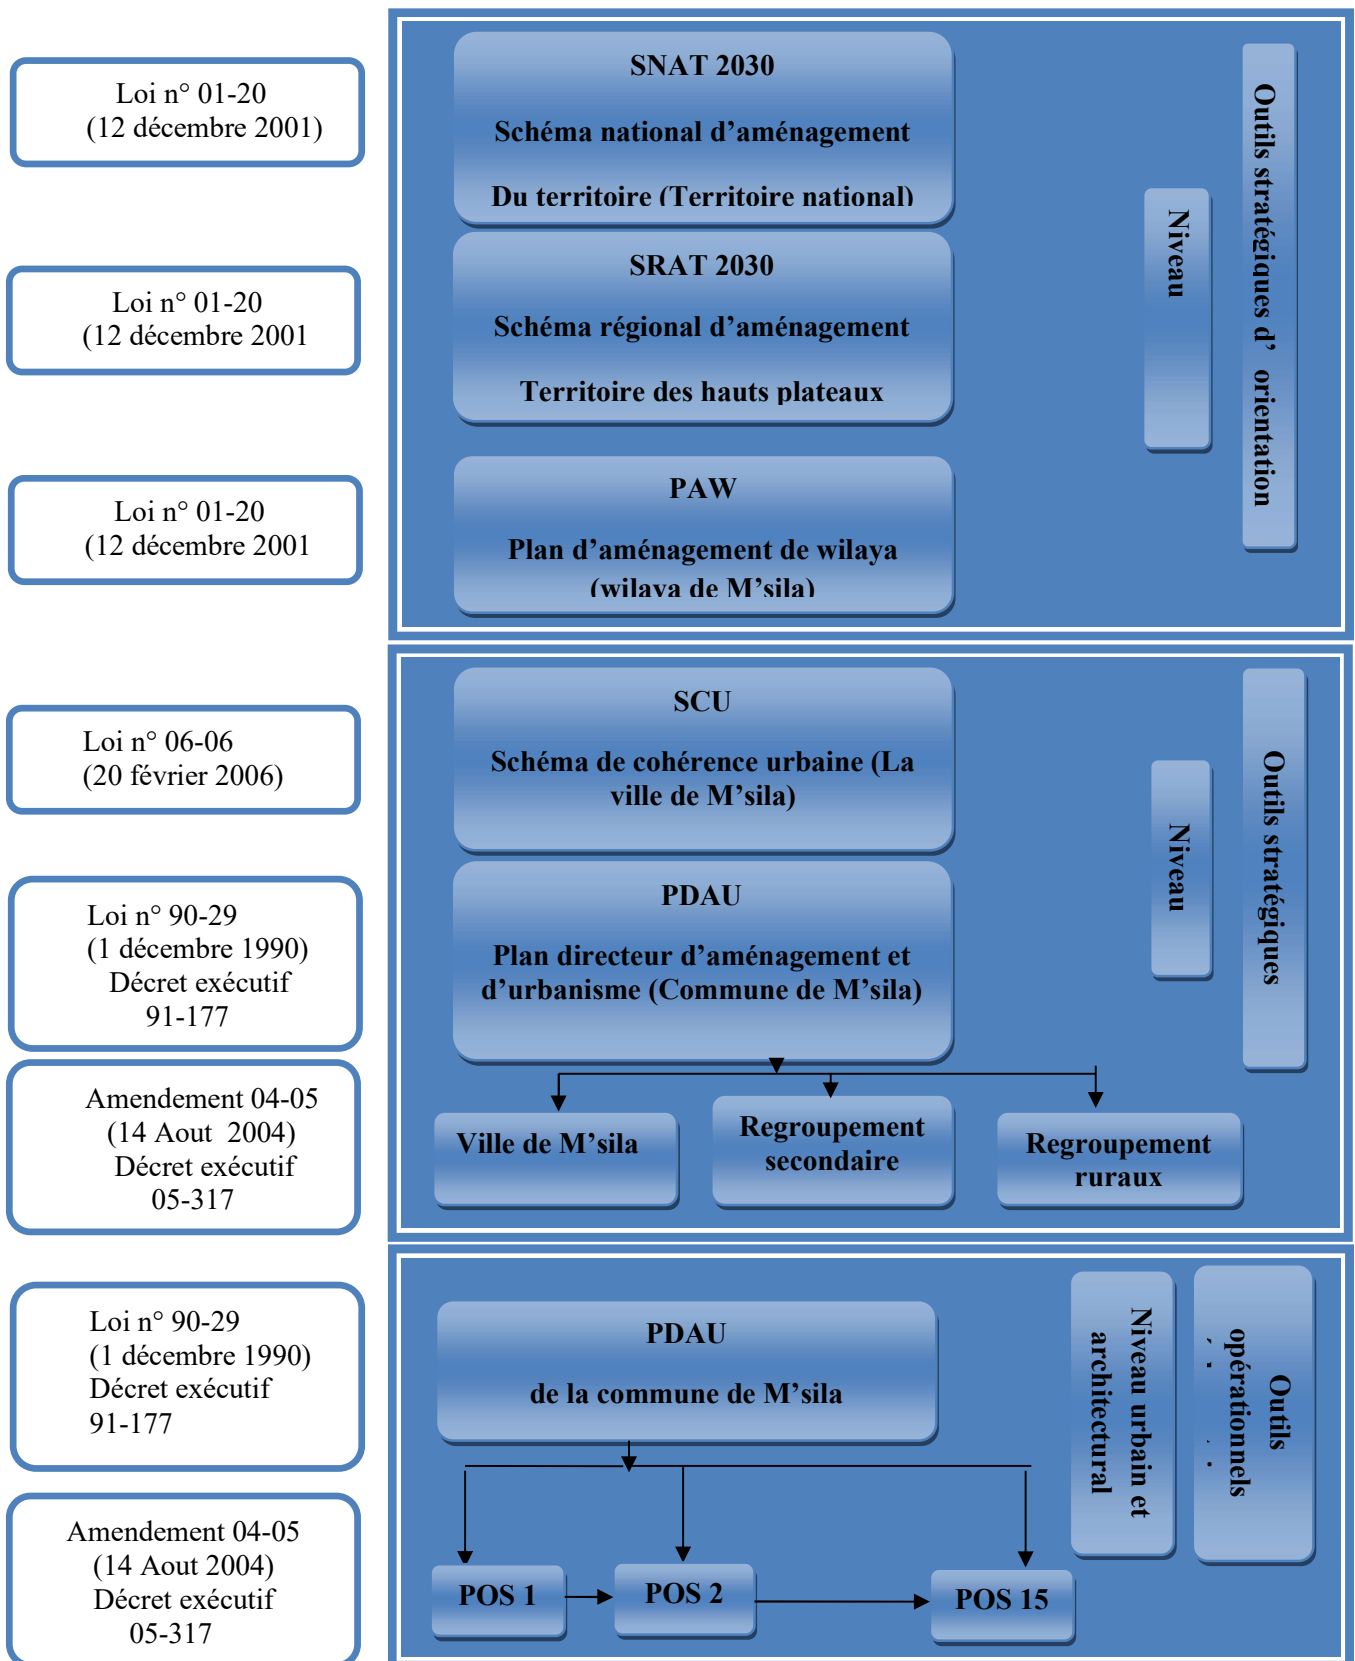 Loi n° 01-20
(12 décembre 2001)
SNAT 2030
Schéma national d’aménagement
Du territoire (Territoire national)
Loi n° 01-20
(12 décembre 2001
SRAT 2030
Schéma régional d’aménagement
Territoire des hauts plateaux
Loi n° 01-20
(12 décembre 2001
PAW
Plan d’aménagement de wilaya
(wilaya de M’sila)
Niveau
Outils stratégiques d’ orientation
Loi n° 06-06
(20 février 2006)
SCU
Schéma de cohérence urbaine (La
ville de M’sila)
Loi n° 90-29
(1 décembre 1990)
Décret exécutif
91-177
PDAU
Plan directeur d’aménagement et
d’urbanisme (Commune de M’sila)
Amendement 04-05
(14 Aout 2004)
Décret exécutif
05-317
Ville de M’sila
Regroupement
secondaire
Regroupement
ruraux
Niveau
Outils stratégiques
Loi n° 90-29
(1 décembre 1990)
Décret exécutif
91-177
PDAU
de la commune de M’sila
Amendement 04-05
(14 Aout 2004)
Décret exécutif
05-317
POS 1
POS 2
POS 15
Niveau urbain et
architectural
Outils
opérationnels